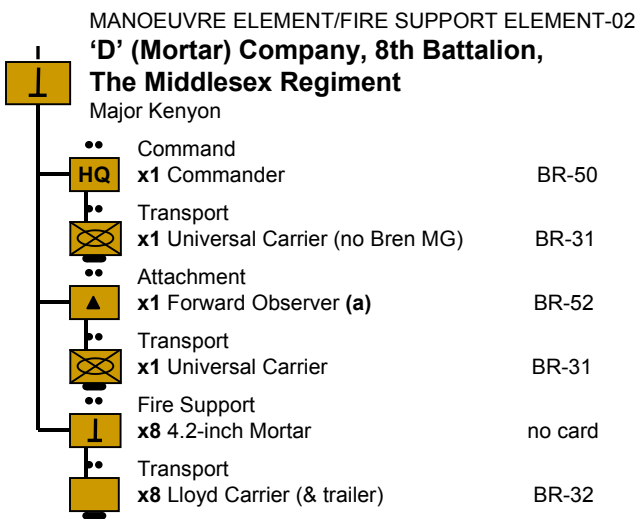 MANOEUVRE ELEMENT/FIRE SUPPORT ELEMENT-02
‘D’ (Mortar) Company, 8th Battalion,
The Middlesex Regiment
Major Kenyon
Command
HQ x1 Commander BR-50
Transport
x1 Universal Carrier (no Bren MG) BR-31
Attachment
x1 Forward Observer (a) BR-52
Transport
x1 Universal Carrier BR-31
Fire Support
x8 4.2-inch Mortar no card
Transport
x8 Lloyd Carrier (& trailer) BR-32